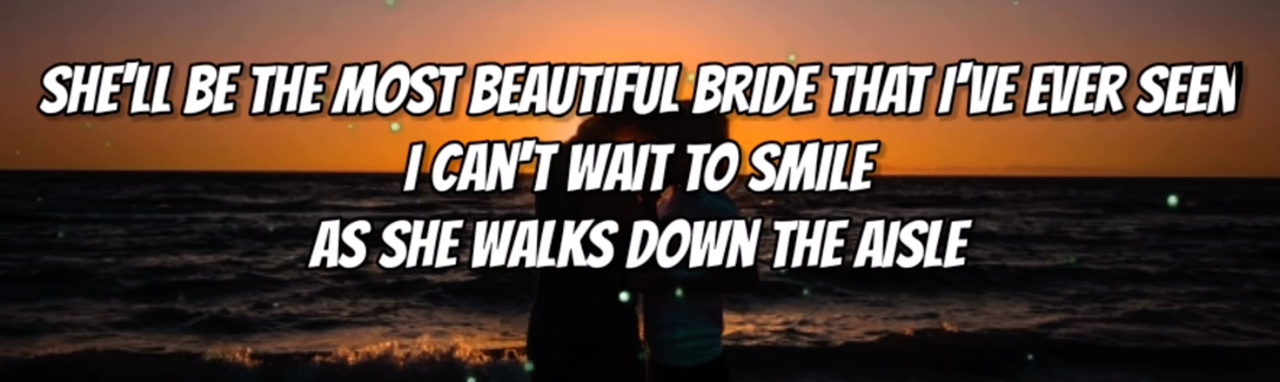 SHE'LL BE THE MOST BEAUTIFUL BRIDE THAT I'VE EVER SEEN
I CAN'T WAIT TO SMILE
AS SHE WALKS DOWN THE AISLE